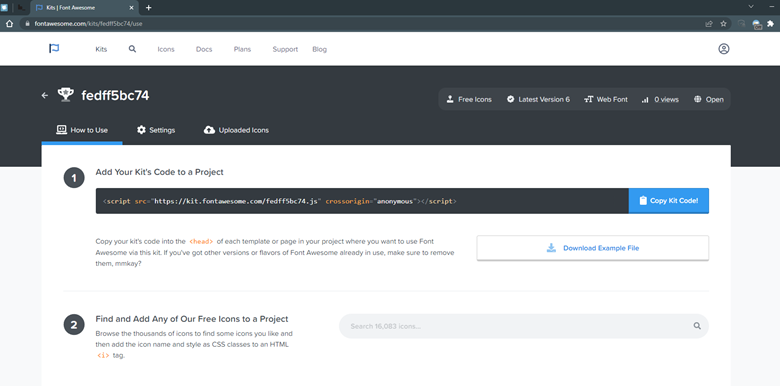 Kits | Font Awesome
fontawesome.com/kits/fedff5bc74/use
Kits Icons Docs Plans Support Blog
fedff5bc74
Free Icons Latest Version 6 Web Font 0 views Open
How to Use Settings Uploaded Icons
1 Add Your Kit's Code to a Project
<script src="https://kit.fontawesome.com/fedff5bc74.js" crossorigin="anonymous"></script> Copy Kit Code!
Copy your kit's code into the <head> of each template or page in your project where you want to use Font
Awesome via this kit. If you've got other versions or flavors of Font Awesome already in use, make sure to remove
them, mmkay?
Download Example File
2 Find and Add Any of Our Free Icons to a Project
Browse the thousands of icons to find some icons you like and
then add the icon name and style as CSS classes to an HTML
<i> tag.
Search 16,083 icons...